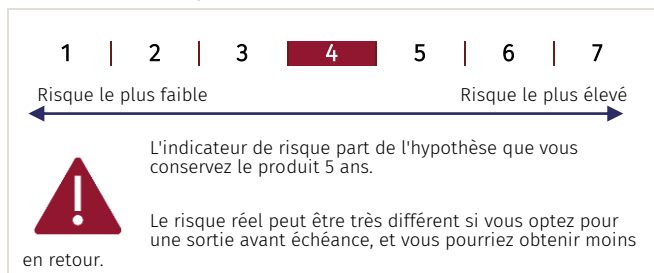 1 | 2 | 3 | 4 | 5 | 6 | 7
Risque le plus faible Risque le plus élevé
L'indicateur de risque part de l'hypothèse que vous
conservez le produit 5 ans.
Le risque réel peut être très différent si vous optez pour
une sortie avant échéance, et vous pourriez obtenir moins
en retour.